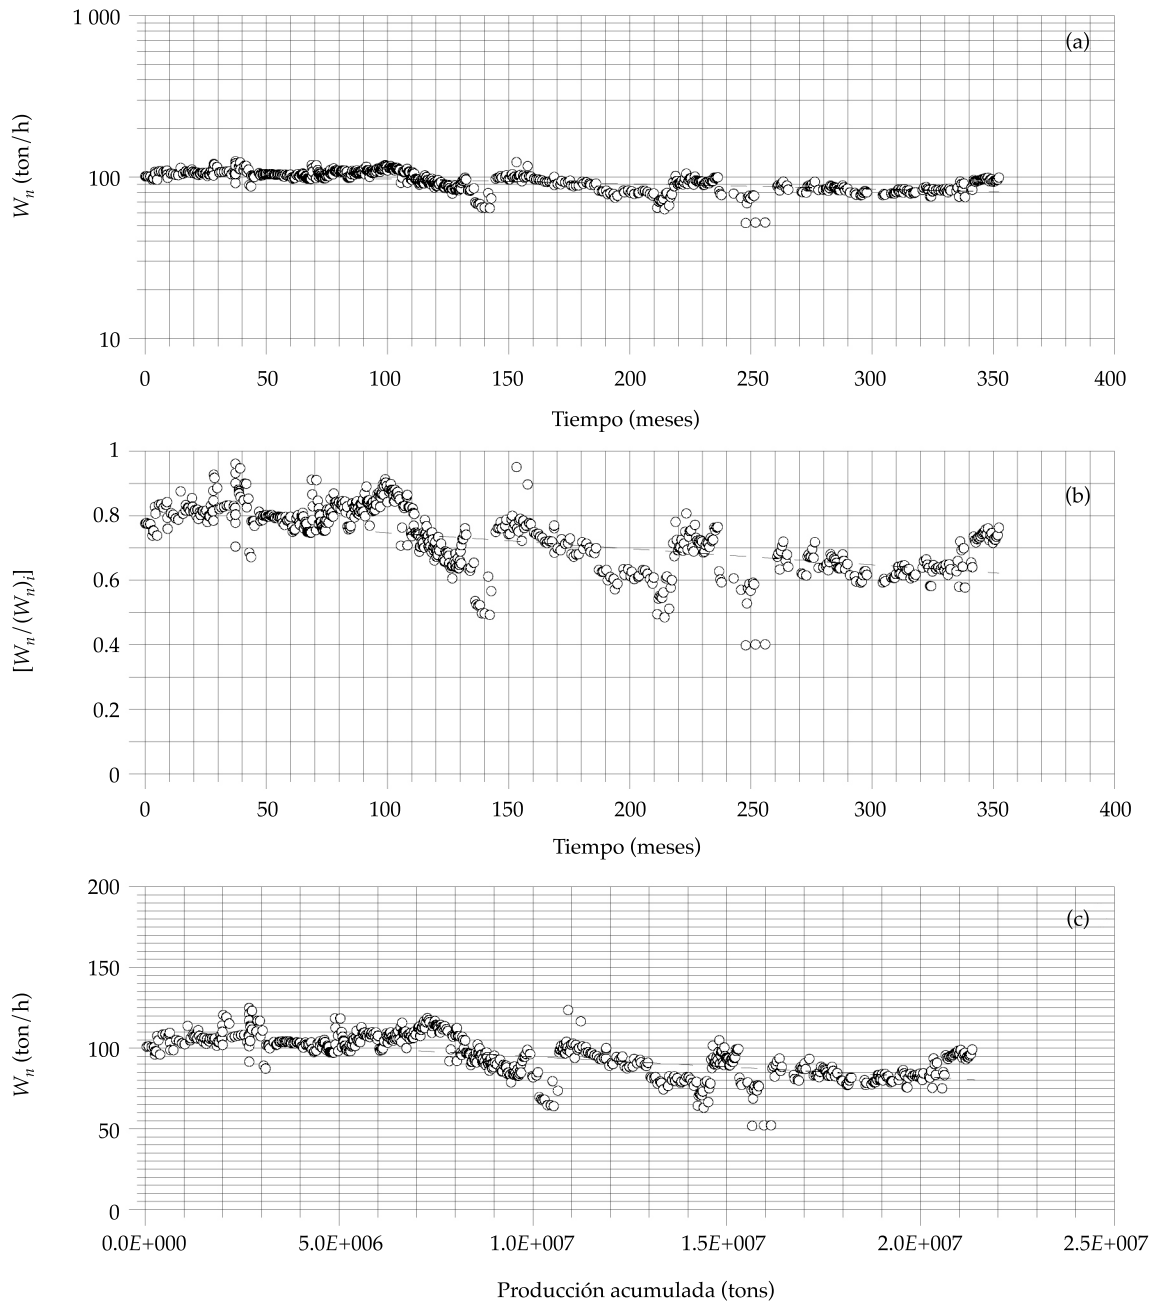 1 000
(a)
W_n (ton/h)
100
10
0 50 100 150 200 250 300 350 400
Tiempo (meses)
1
(b)
0.8
0.6
[W_n/(W_n)_i]
0.4
0.2
0
0 50 100 150 200 250 300 350 400
Tiempo (meses)
200
(c)
150
W_n (ton/h)
100
50
0
0.0E+000 5.0E+006 1.0E+007 1.5E+007 2.0E+007 2.5E+007
Producción acumulada (tons)